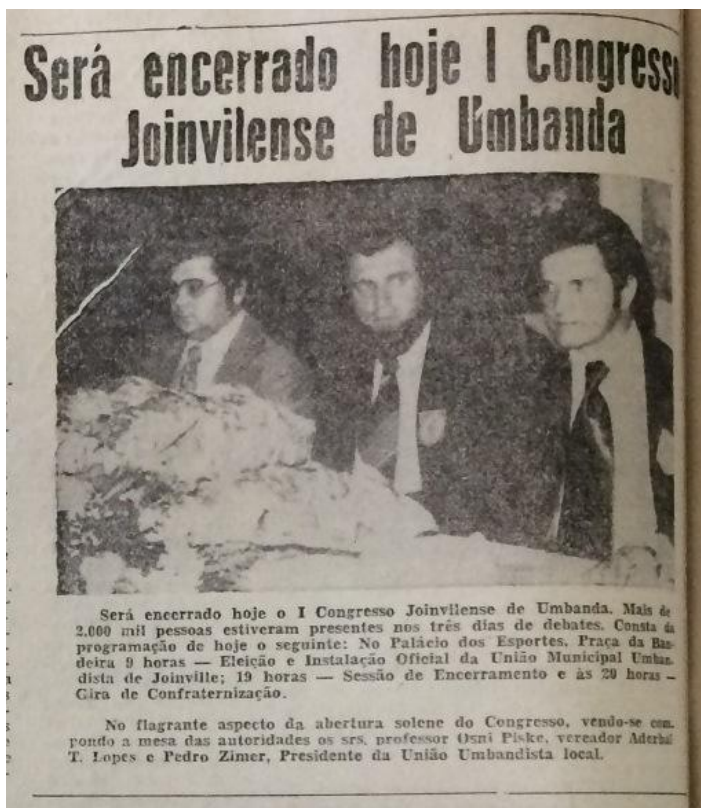 Será encerrado hoje I Congresso
Joinvilense de Umbanda
Será encerrado hoje o I Congresso Joinvilense de Umbanda. Mais de
2.000 mil pessoas estiveram presentes nos três dias de debates. Consta da
programação de hoje o seguinte: No Palácio dos Esportes, Praça da Ban-
deira 9 horas — Eleição e Instalação Oficial da União Municipal Umban-
dista de Joinville; 19 horas — Sessão de Encerramento e às 20 horas —
Gira de Confraternização.
No flagrante aspecto da abertura solene do Congresso, vendo-se com-
pondo a mesa das autoridades os srs. professor Osni Piske, vereador Aderbal
T. Lopes e Pedro Zimer, Presidente da União Umbandista local.